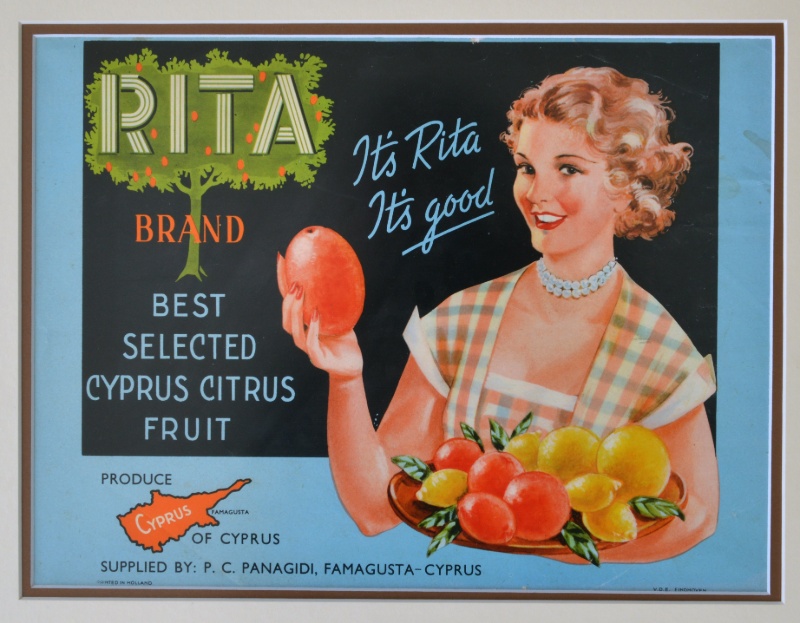 RITA
BRAND
It's Rita
It's good
BEST
SELECTED
CYPRUS CITRUS
FRUIT
PRODUCE
CYPRUS
FAMAGUSTA
OF CYPRUS
SUPPLIED BY: P. C. PANAGIDI, FAMAGUSTA-CYPRUS
PRINTED IN HOLLAND